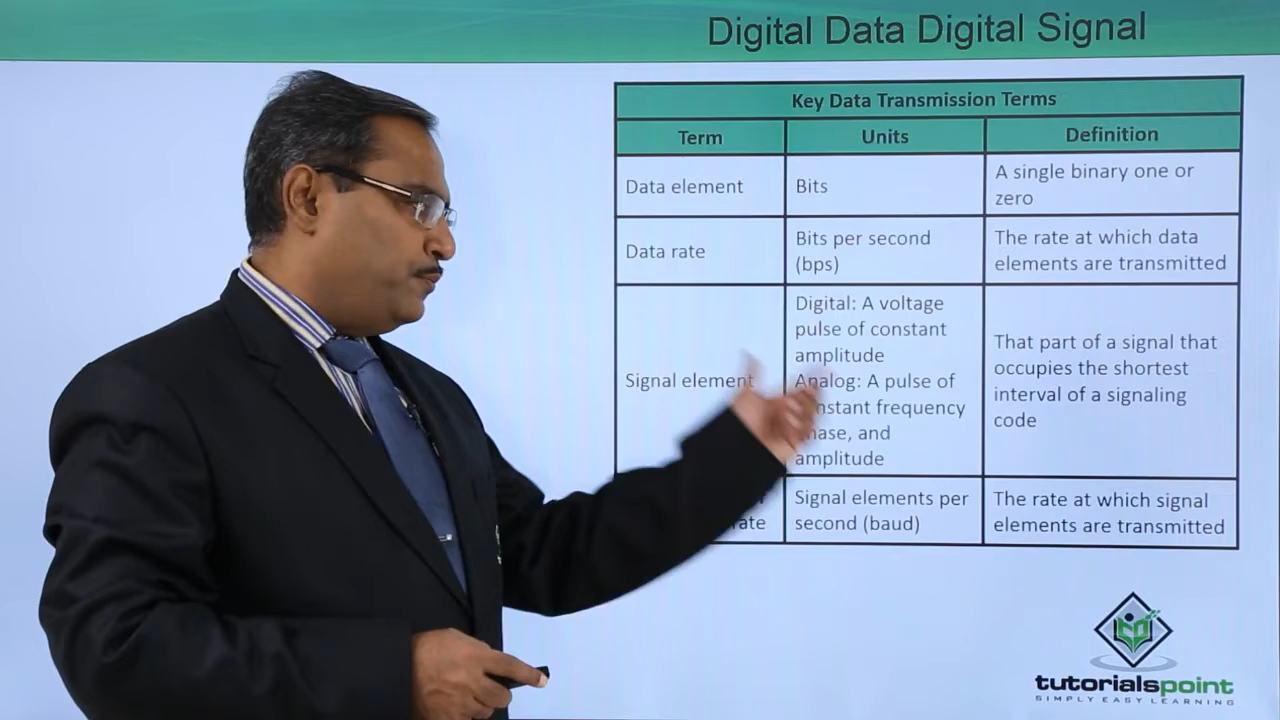 Digital Data Digital Signal
Key Data Transmission Terms
Term
Units
Definition
Data element
Bits
A single binary one or
zero
Data rate
Bits per second
(bps)
The rate at which data
elements are transmitted
Signal element
Digital: A voltage
pulse of constant
amplitude
Analog: A pulse of
constant frequency
phase, and
amplitude
That part of a signal that
occupies the shortest
interval of a signaling
code
rate
Signal elements per
second (baud)
The rate at which signal
elements are transmitted
tutorialspoint
SIMPLY EASY LEARNING